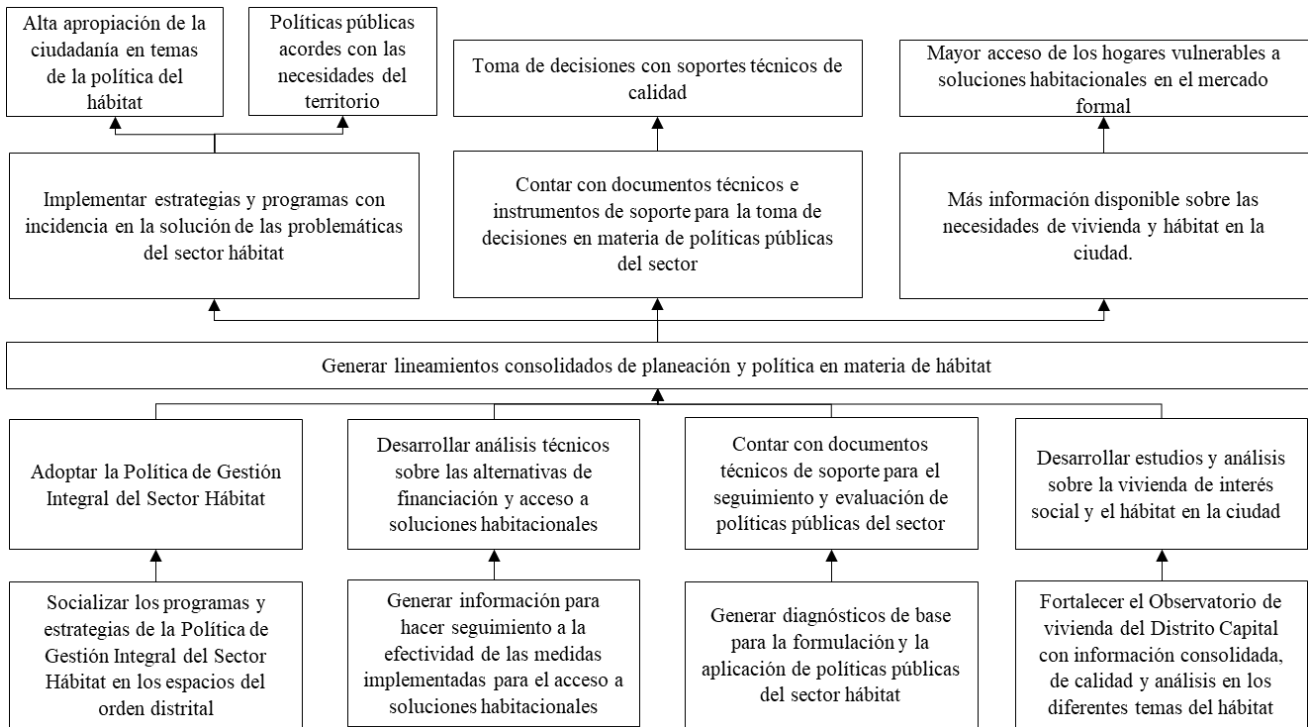 Alta apropiación de la
ciudadanía en temas
de la política del
hábitat
Políticas públicas
acordes con las
necesidades del
territorio
Toma de decisiones con soportes técnicos de
calidad
Mayor acceso de los hogares vulnerables a
soluciones habitacionales en el mercado
formal
Implementar estrategias y programas con
incidencia en la solución de las problemáticas
del sector hábitat
Contar con documentos técnicos e
instrumentos de soporte para la toma de
decisiones en materia de políticas públicas
del sector
Más información disponible sobre las
necesidades de vivienda y hábitat en la
ciudad.
Generar lineamientos consolidados de planeación y política en materia de hábitat
Adoptar la Política de Gestión
Integral del Sector Hábitat
Desarrollar análisis técnicos
sobre las alternativas de
financiación y acceso a
soluciones habitacionales
Contar con documentos
técnicos de soporte para el
seguimiento y evaluación de
políticas públicas del sector
Desarrollar estudios y análisis
sobre la vivienda de interés
social y el hábitat en la ciudad
Socializar los programas y
estrategias de la Política de
Gestión Integral del Sector
Hábitat en los espacios del
orden distrital
Generar información para
hacer seguimiento a la
efectividad de las medidas
implementadas para el acceso a
soluciones habitacionales
Generar diagnósticos de base
para la formulación y la
aplicación de políticas públicas
del sector hábitat
Fortalecer el Observatorio de
vivienda del Distrito Capital
con información consolidada,
de calidad y análisis en los
diferentes temas del hábitat